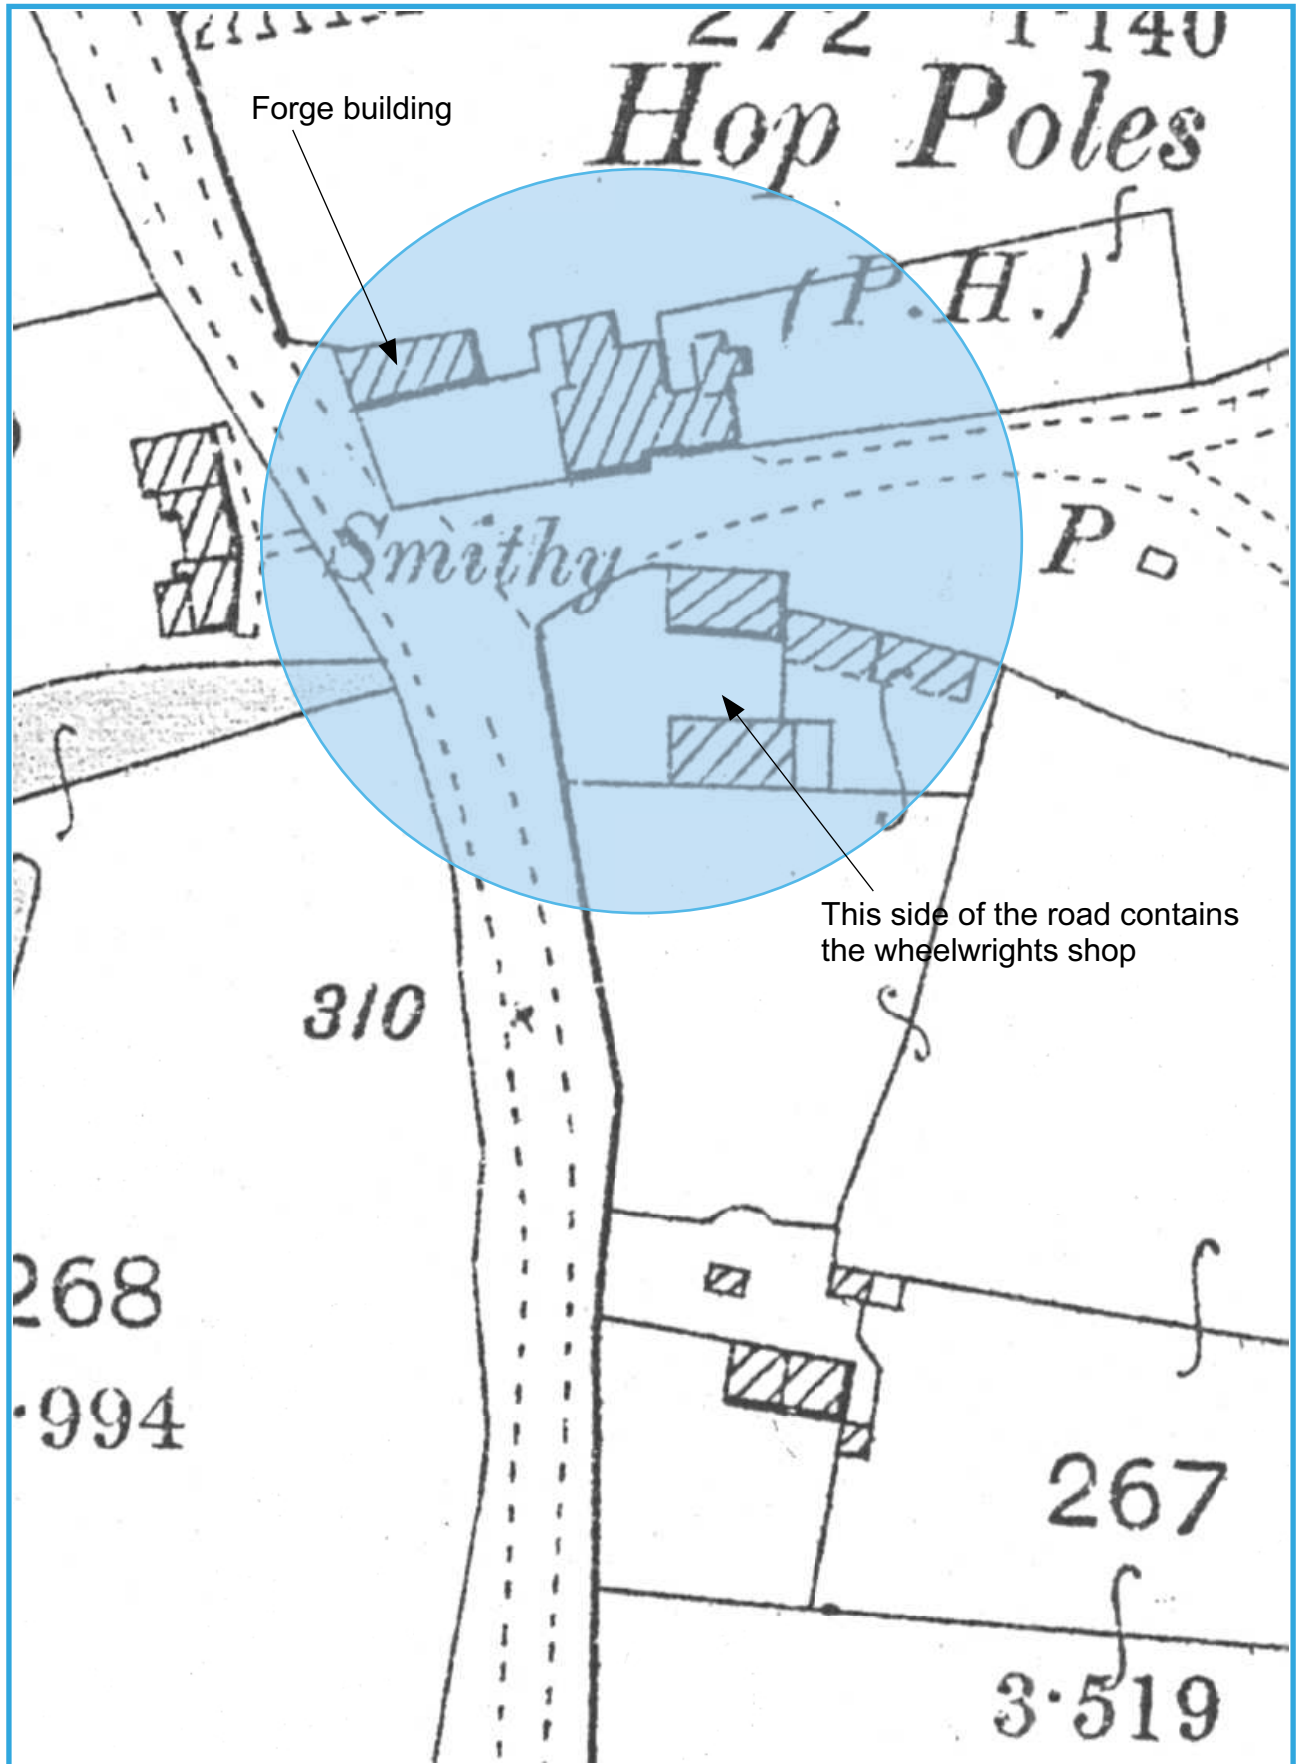 272 1·140
Forge building
Hop Poles
(P.H.)
Smithy
P
This side of the road contains
the wheelwrights shop
310
268
·994
267
3·519